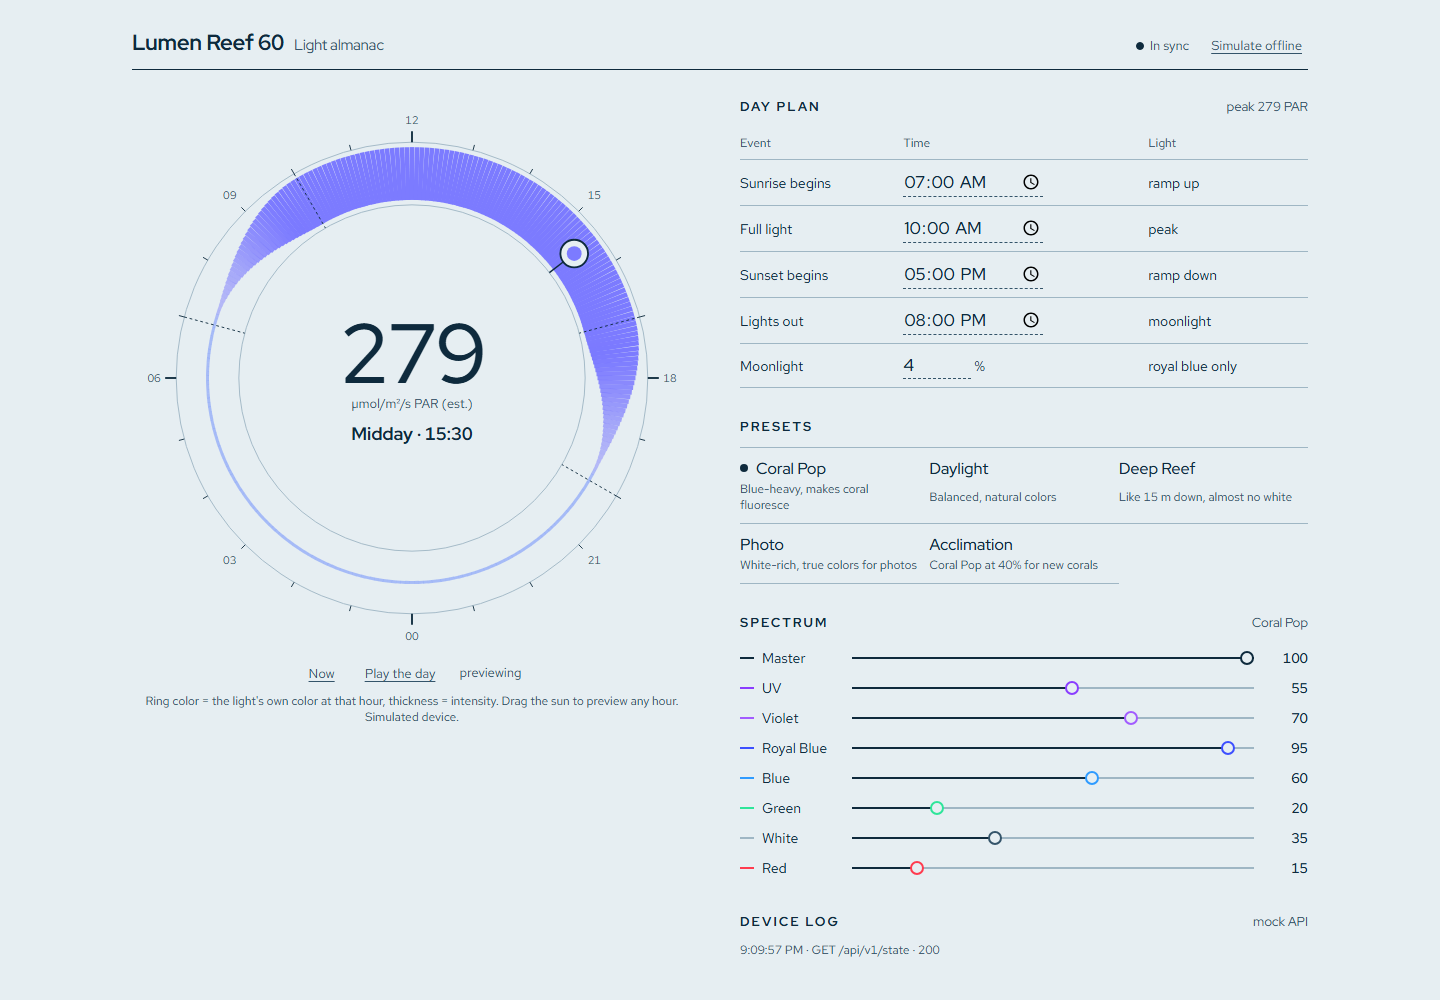 Lumen Reef 60 Light almanac
In sync Simulate offline
12
09
15
06
18
03
21
00
279
µmol/m²/s PAR (est.)
Midday · 15:30
Now Play the day previewing
Ring color = the light's own color at that hour, thickness = intensity. Drag the sun to preview any hour.
Simulated device.
DAY PLAN peak 279 PAR
Event Time Light
Sunrise begins 07:00 AM ramp up
Full light 10:00 AM peak
Sunset begins 05:00 PM ramp down
Lights out 08:00 PM moonlight
Moonlight 4 % royal blue only
PRESETS
Coral Pop
Blue-heavy, makes coral
fluoresce
Daylight
Balanced, natural colors
Deep Reef
Like 15 m down, almost no white
Photo
White-rich, true colors for photos
Acclimation
Coral Pop at 40% for new corals
SPECTRUM Coral Pop
Master 100
UV 55
Violet 70
Royal Blue 95
Blue 60
Green 20
White 35
Red 15
DEVICE LOG mock API
9:09:57 PM · GET /api/v1/state · 200